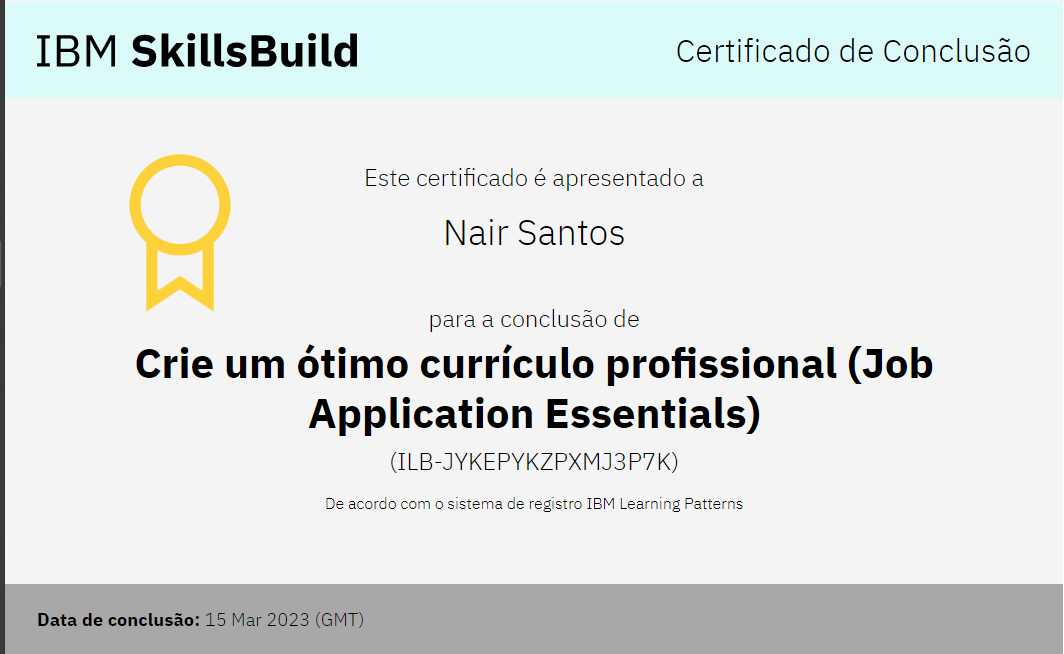 IBM SkillsBuild
Certificado de Conclusão
Este certificado é apresentado a
Nair Santos
para a conclusão de
Crie um ótimo currículo profissional (Job
Application Essentials)
(ILB-JYKEPYKZPXMJ3P7K)
De acordo com o sistema de registro IBM Learning Patterns
Data de conclusão: 15 Mar 2023 (GMT)